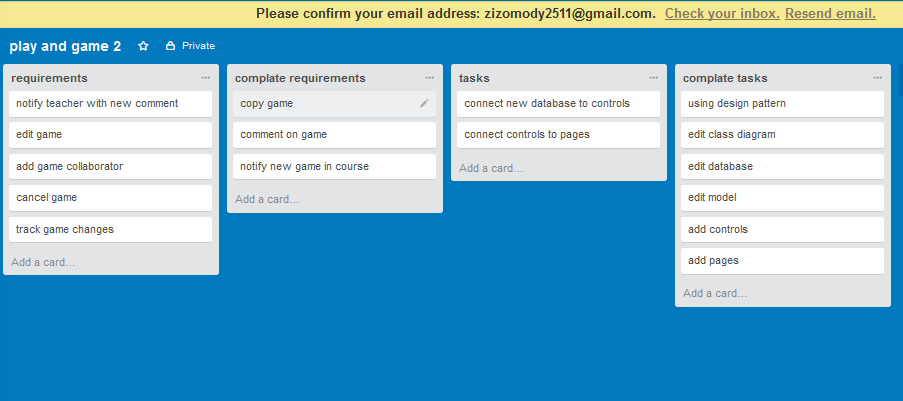 Please confirm your email address: zizomody2511@gmail.com. Check your inbox. Resend email.
play and game 2 Private
requirements
notify teacher with new comment
edit game
add game collaborator
cancel game
track game changes
Add a card...
complate requirements
copy game
comment on game
notify new game in course
Add a card...
tasks
connect new database to controls
connect controls to pages
Add a card...
complate tasks
using design pattern
edit class diagram
edit database
edit model
add controls
add pages
Add a card...